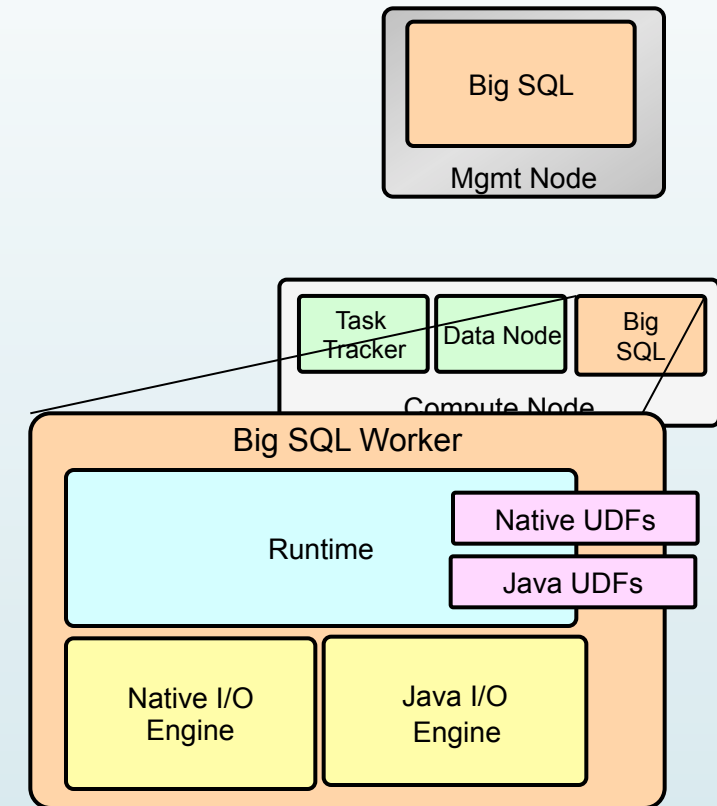 Big SQL
Mgmt Node
Task
Tracker
Data Node
Big
SQL
Compute Node
Big SQL Worker
Native UDFs
Runtime
Java UDFs
Native I/O
Engine
Java I/O
Engine